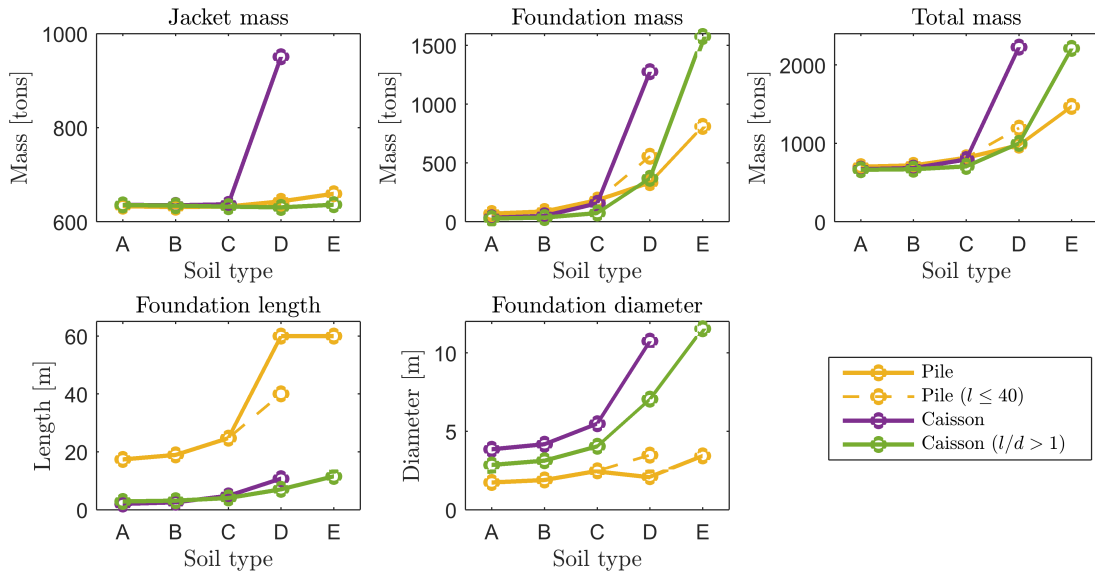 Jacket mass
1000
800
600
Mass [tons]
A B C D E
Soil type
Foundation mass
1500
1000
500
0
Mass [tons]
A B C D E
Soil type
Total mass
2000
1000
0
Mass [tons]
A B C D E
Soil type
Foundation length
60
40
20
0
Length [m]
A B C D E
Soil type
Foundation diameter
10
5
0
Diameter [m]
A B C D E
Soil type
Pile
Pile (l ≤ 40)
Caisson
Caisson (l/d > 1)